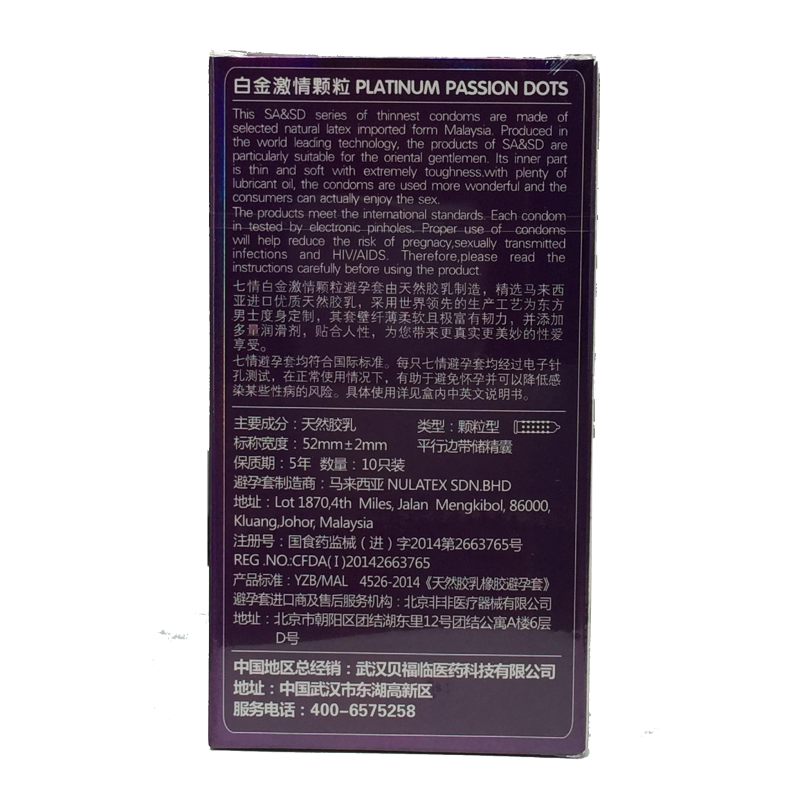 白金激情颗粒 PLATINUM PASSION DOTS
This SA&SD series of thinnest condoms are made of
selected natural latex imported form Malaysia. Produced in
the world leading technology, the products of SA&SD are
particularly suitable for the oriental gentlemen. Its inner part
is thin and soft with extremely toughness.with plenty of
lubricant oil, the condoms are used more wonderful and the
consumers can actually enjoy the sex.
The products meet the international standards. Each condom
in tested by electronic pinholes. Proper use of condoms
will help reduce the risk of pregnacy,sexually transmitted
infections and HIV/AIDS. Therefore,please read the
instructions carefully before using the product.
七情白金激情颗粒避孕套由天然胶乳制造，精选马来西
亚进口优质天然胶乳，采用世界领先的生产工艺为东方
男士度身定制，其套壁纤薄柔软且极富有韧力，并添加
多量润滑剂，贴合人性，为您带来更真实更美妙的性爱
享受。
七情避孕套均符合国际标准。每只七情避孕套均经过电子针
孔测试，在正常使用情况下，有助于避免怀孕并可以降低感
染某些性病的风险。具体使用详见盒内中英文说明书。
主要成分：天然胶乳 类型：颗粒型
标称宽度：52mm±2mm 平行边带储精囊
保质期：5年 数量：10只装
避孕套制造商：马来西亚 NULATEX SDN.BHD
地址：Lot 1870,4th Miles, Jalan Mengkibol, 86000,
Kluang,Johor, Malaysia
注册号：国食药监械（进）字2014第2663765号
REG .NO.:CFDA(I)20142663765
产品标准：YZB/MAL 4526-2014《天然胶乳橡胶避孕套》
避孕套进口商及售后服务机构：北京非非医疗器械有限公司
地址：北京市朝阳区团结湖东里12号团结公寓A楼6层
D号
中国地区总经销：武汉贝福临医药科技有限公司
地址：中国武汉市东湖高新区
服务电话：400-6575258